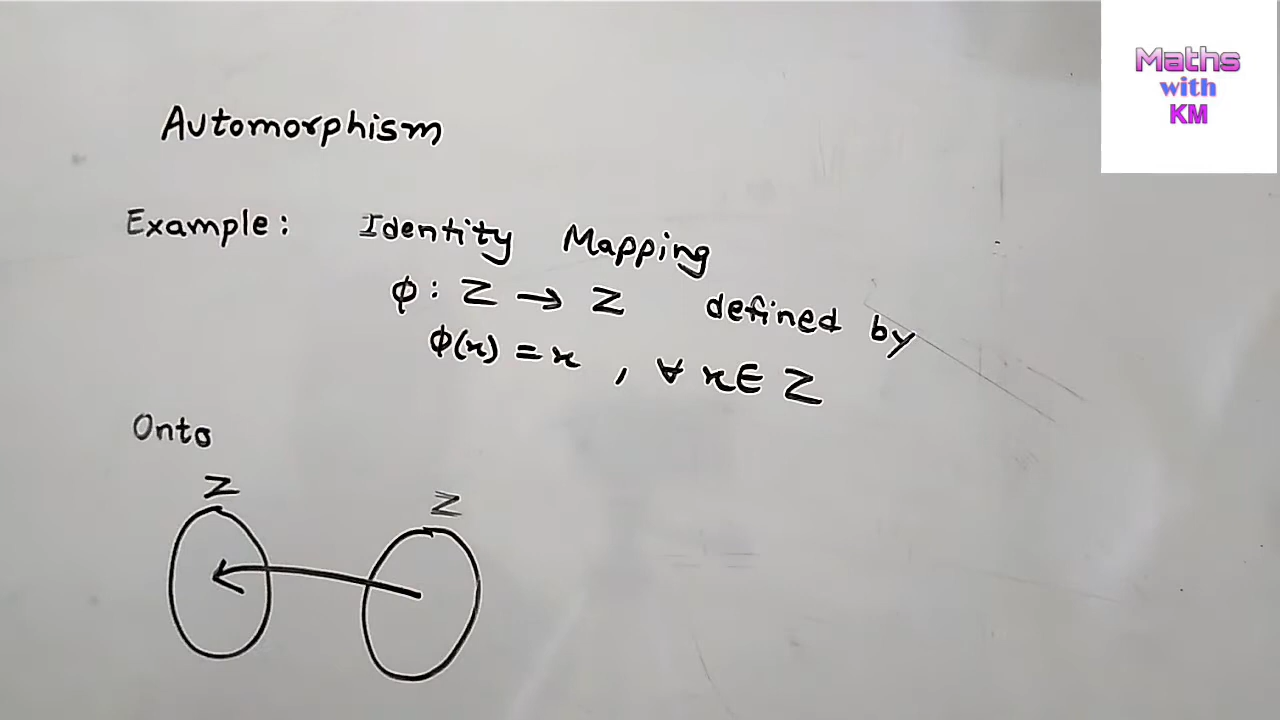 Maths
with
KM
Automorphism
Example: Identity Mapping
φ: Z → Z defined by
φ(x) = x , ∀ x ∈ Z
Onto
Z Z